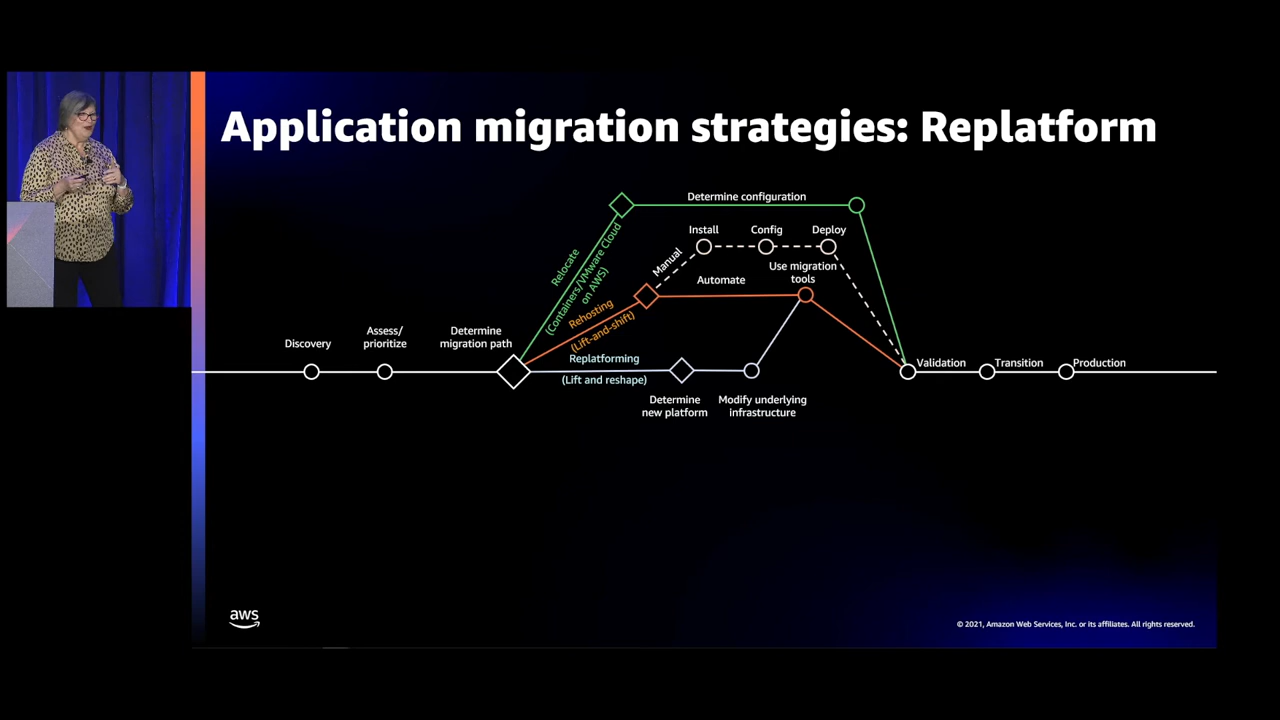 Application migration strategies: Replatform
Determine configuration
Install
Config
Deploy
Manual
Relocate
(Containers/VMware Cloud
on AWS)
Use migration
tools
Automate
Rehosting
(Lift-and-shift)
Discovery
Assess/
prioritize
Determine
migration path
Replatforming
(Lift and reshape)
Validation
Transition
Production
Determine
new platform
Modify underlying
infrastructure
aws
© 2021, Amazon Web Services, Inc. or its affiliates. All rights reserved.